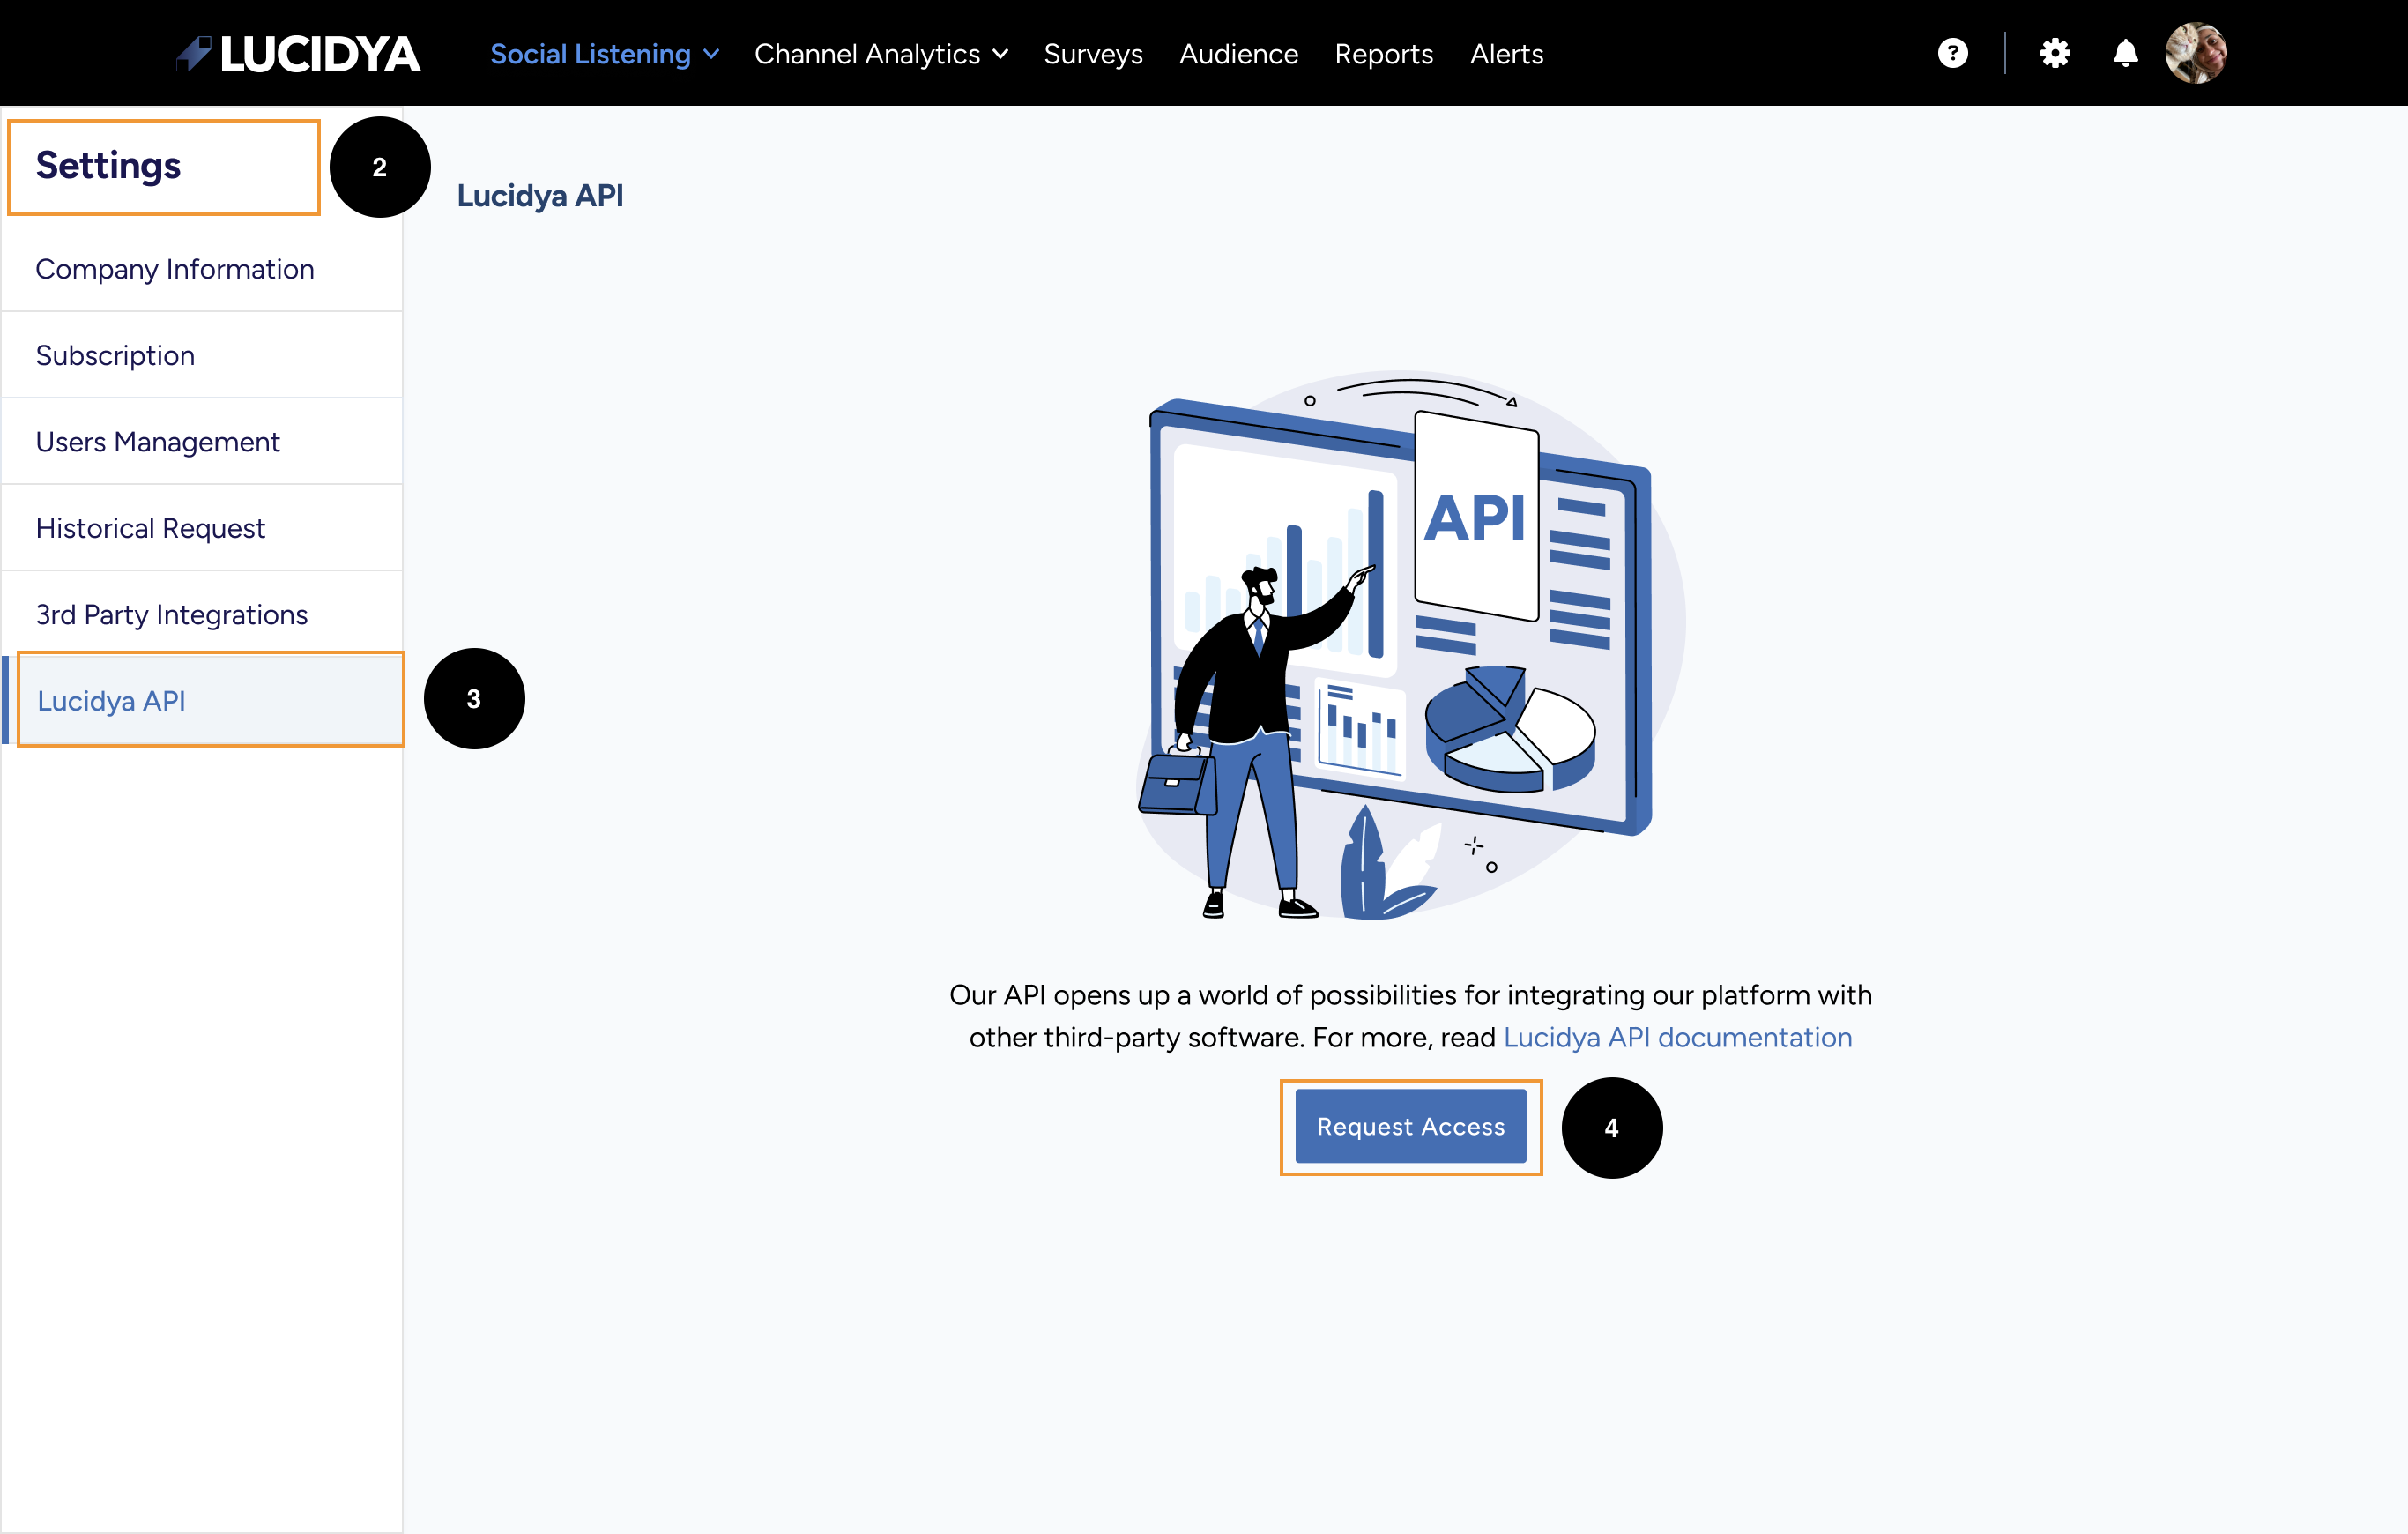 LUCIDYA
Social Listening
Channel Analytics
Surveys
Audience
Reports
Alerts
?
Settings
2
Company Information
Subscription
Users Management
Historical Request
3rd Party Integrations
Lucidya API
3
Lucidya API
API
Our API opens up a world of possibilities for integrating our platform with
other third-party software. For more, read Lucidya API documentation
Request Access
4